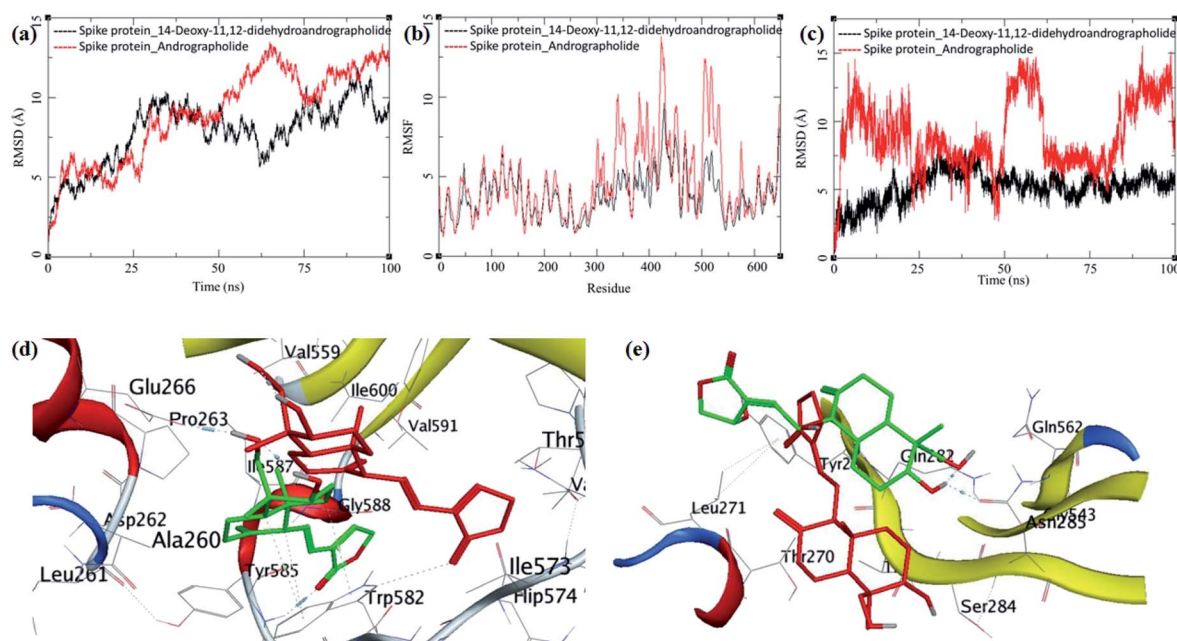 (a)
Spike protein_14-Deoxy-11,12-didehydroandrographolide
Spike protein_Andrographolide
15
10
5
0
RMSD (Å)
0 25 50 75 100
Time (ns)
(b)
Spike protein_14-Deoxy-11,12-didehydroandrographolide
Spike protein_Andrographolide
15
10
5
0
RMSF
0 100 200 300 400 500 600
Residue
(c)
Spike protein_14-Deoxy-11,12-didehydroandrographolide
Spike protein_Andrographolide
15
10
5
0
RMSD (Å)
0 25 50 75 100
Time (ns)
(d)
Val559
Glu266
Ile600
Pro263
Val591
Ile587
Gly588
Asp262
Ala260
Leu261
Tyr585
Ile573
Trp582
Hip574
(e)
Gln562
Gln282
Leu271
Asn285
Thr270
Ser284